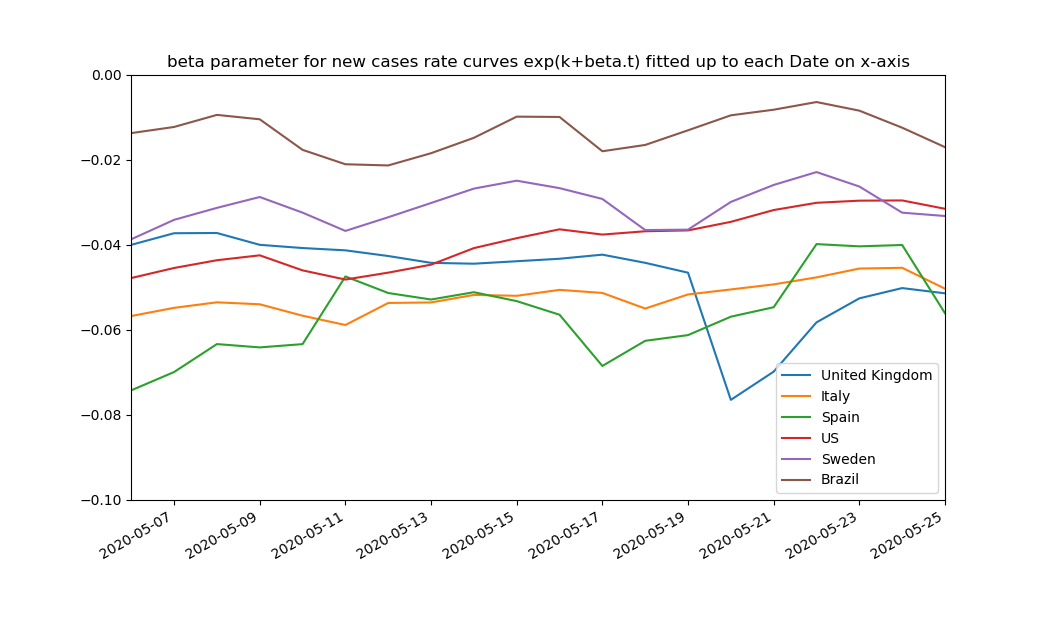 beta parameter for new cases rate curves exp(k+beta.t) fitted up to each Date on x-axis
0.00
−0.02
−0.04
−0.06
−0.08
−0.10
United Kingdom
Italy
Spain
US
Sweden
Brazil
2020-05-07
2020-05-09
2020-05-11
2020-05-13
2020-05-15
2020-05-17
2020-05-19
2020-05-21
2020-05-23
2020-05-25